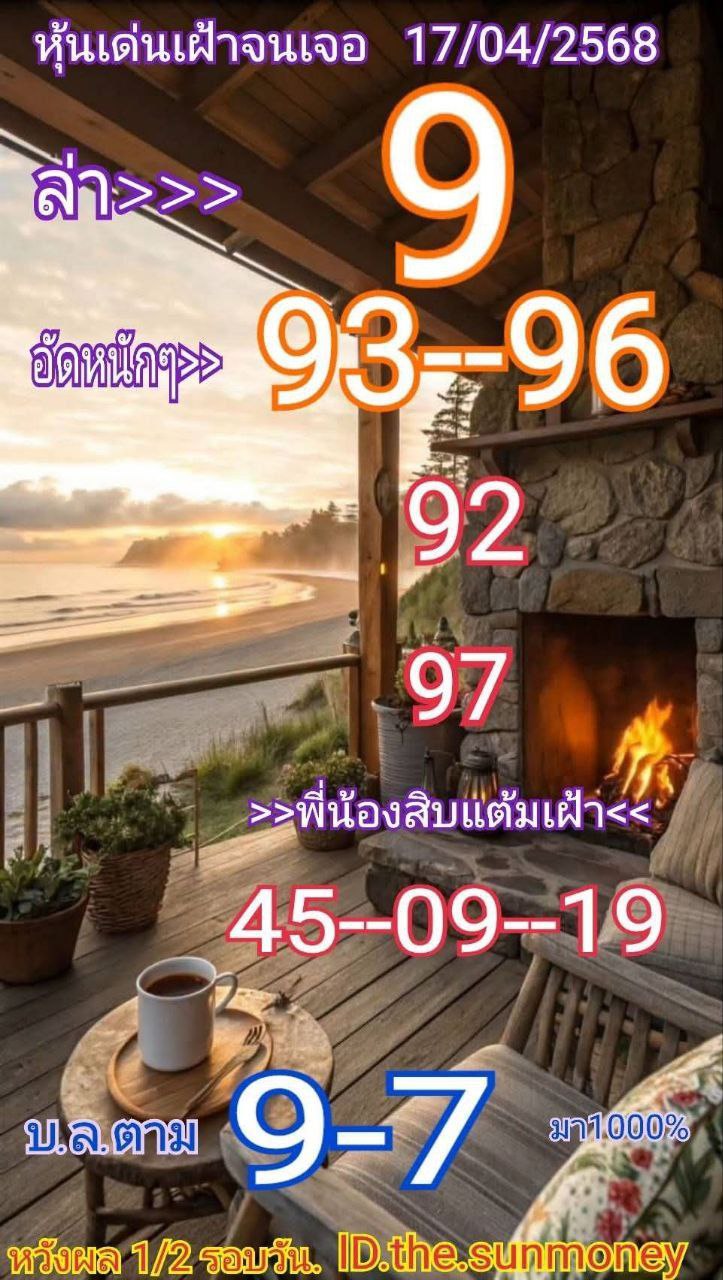 หุ้นเด่นเฝ้าจนเจอ 17/04/2568
ล่า>>> 9
อัดหนักๆ>> 93--96
92
97
>>พี่น้องสิบแต้มเฝ้า<<
45--09--19
บ.ล.ตาม 9-7 มา1000%
หวังผล 1/2 รอบวัน. ID.the.sunmoney